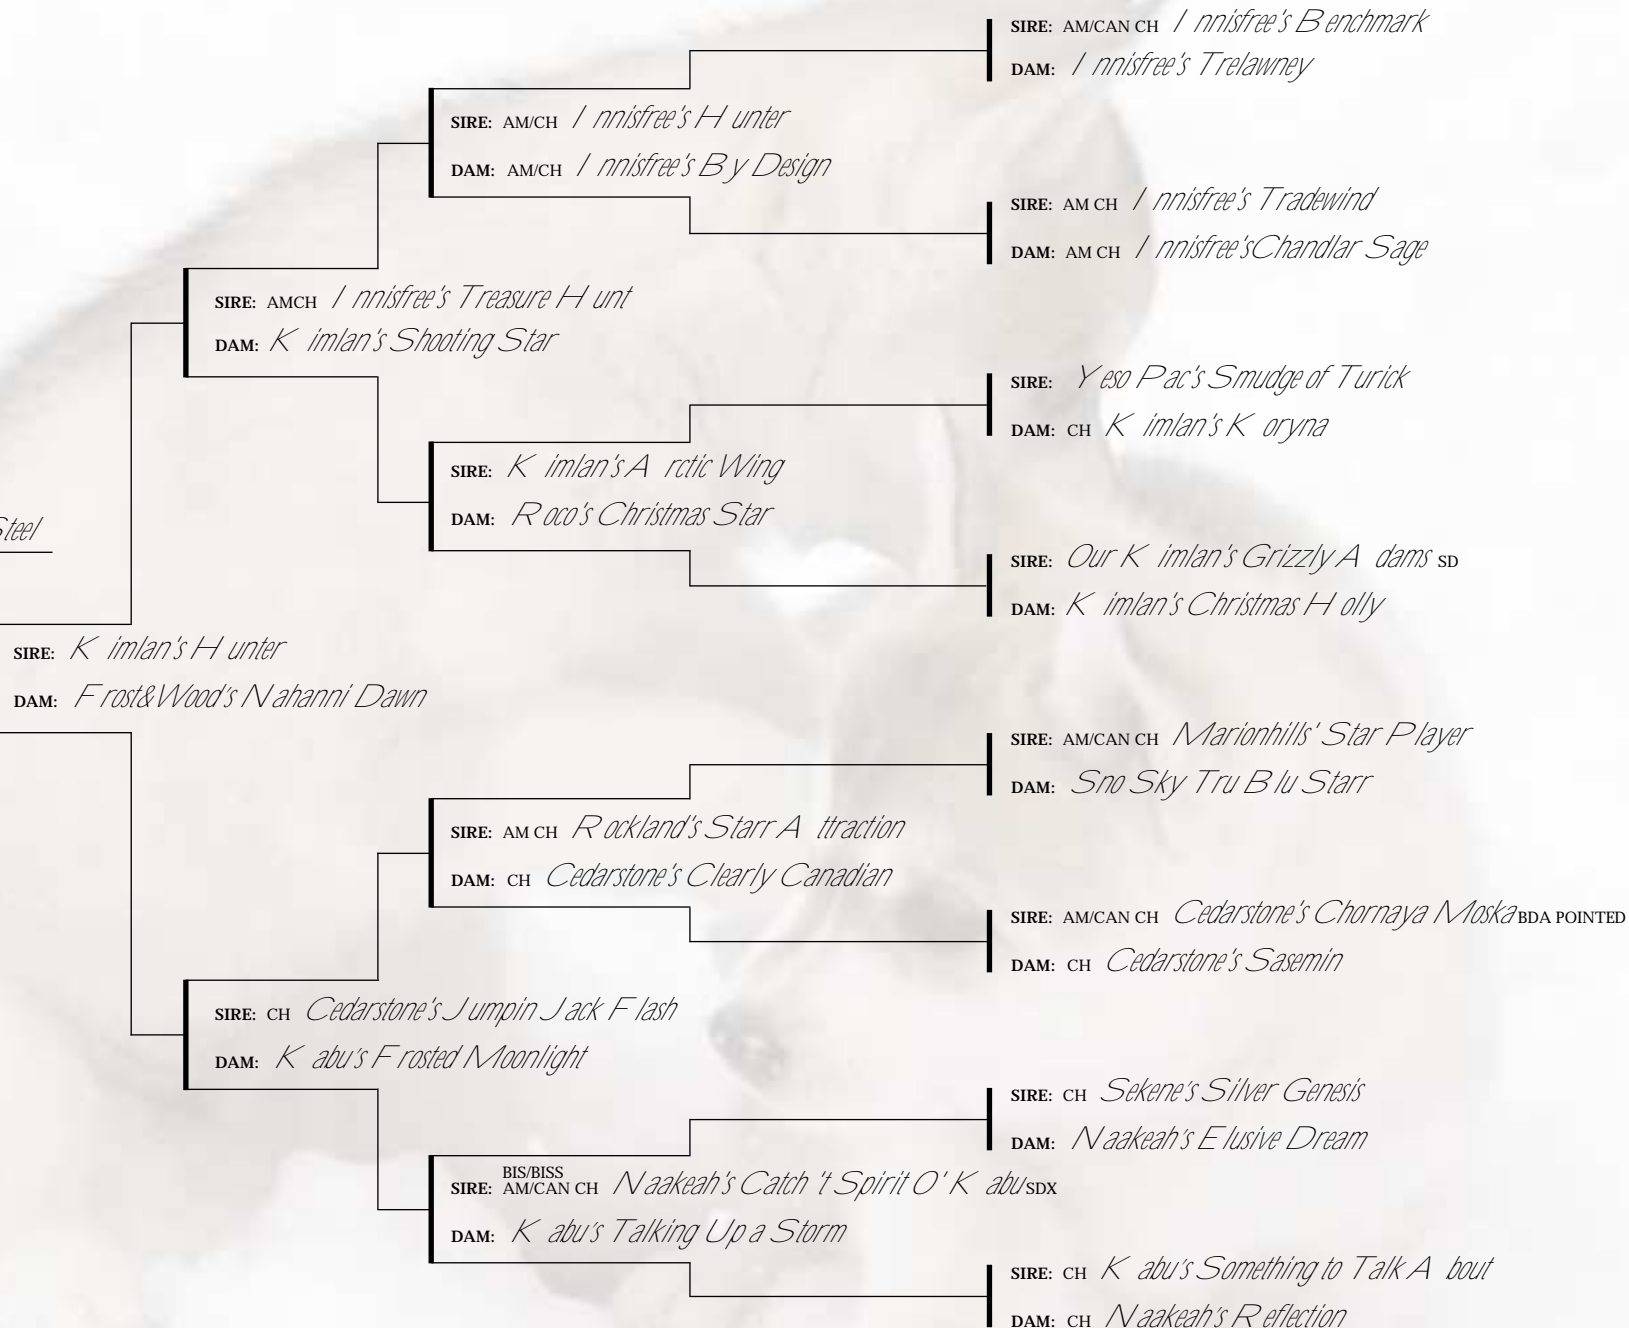 SIRE: AM/CAN CH Innisfree's Benchmark
DAM: Innisfree's Trelawney
SIRE: AM/CH Innisfree's Hunter
DAM: AM/CH Innisfree's By Design
SIRE: AM CH Innisfree's Tradewind
DAM: AM CH Innisfree'sChandlar Sage
SIRE: AMCH Innisfree's Treasure Hunt
DAM: Kimlan's Shooting Star
SIRE: Yeso Pac's Smudge of Turick
DAM: CH Kimlan's Koryna
SIRE: Kimlan's Arctic Wing
DAM: Roco's Christmas Star
Steel
SIRE: Our Kimlan's Grizzly Adams SD
DAM: Kimlan's Christmas Holly
SIRE: Kimlan's Hunter
DAM: Frost&Wood's Nahanni Dawn
SIRE: AM/CAN CH Marionhills' Star Player
DAM: Sno Sky Tru Blu Starr
SIRE: AM CH Rockland's Starr Attraction
DAM: CH Cedarstone's Clearly Canadian
SIRE: AM/CAN CH Cedarstone's Chornaya Moska BDA POINTED
DAM: CH Cedarstone's Sasemin
SIRE: CH Cedarstone's Jumpin Jack Flash
DAM: Kabu's Frosted Moonlight
SIRE: CH Sekene's Silver Genesis
DAM: Naakeah's Elusive Dream
BIS/BISS
SIRE: AM/CAN CH Naakeah's Catch 't Spirit O' Kabu SDX
DAM: Kabu's Talking Up a Storm
SIRE: CH Kabu's Something to Talk About
DAM: CH Naakeah's Reflection